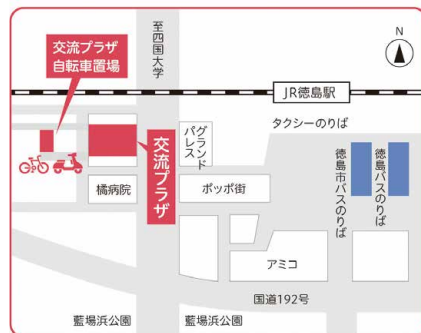 至四国大学
N
交流プラザ
自転車置場
JR徳島駅
タクシーのりば
グランド
パレス
交流プラザ
徳島市バスのりば
徳島バスのりば
橘病院
ポッポ街
アミコ
国道192号
藍場浜公園
藍場浜公園